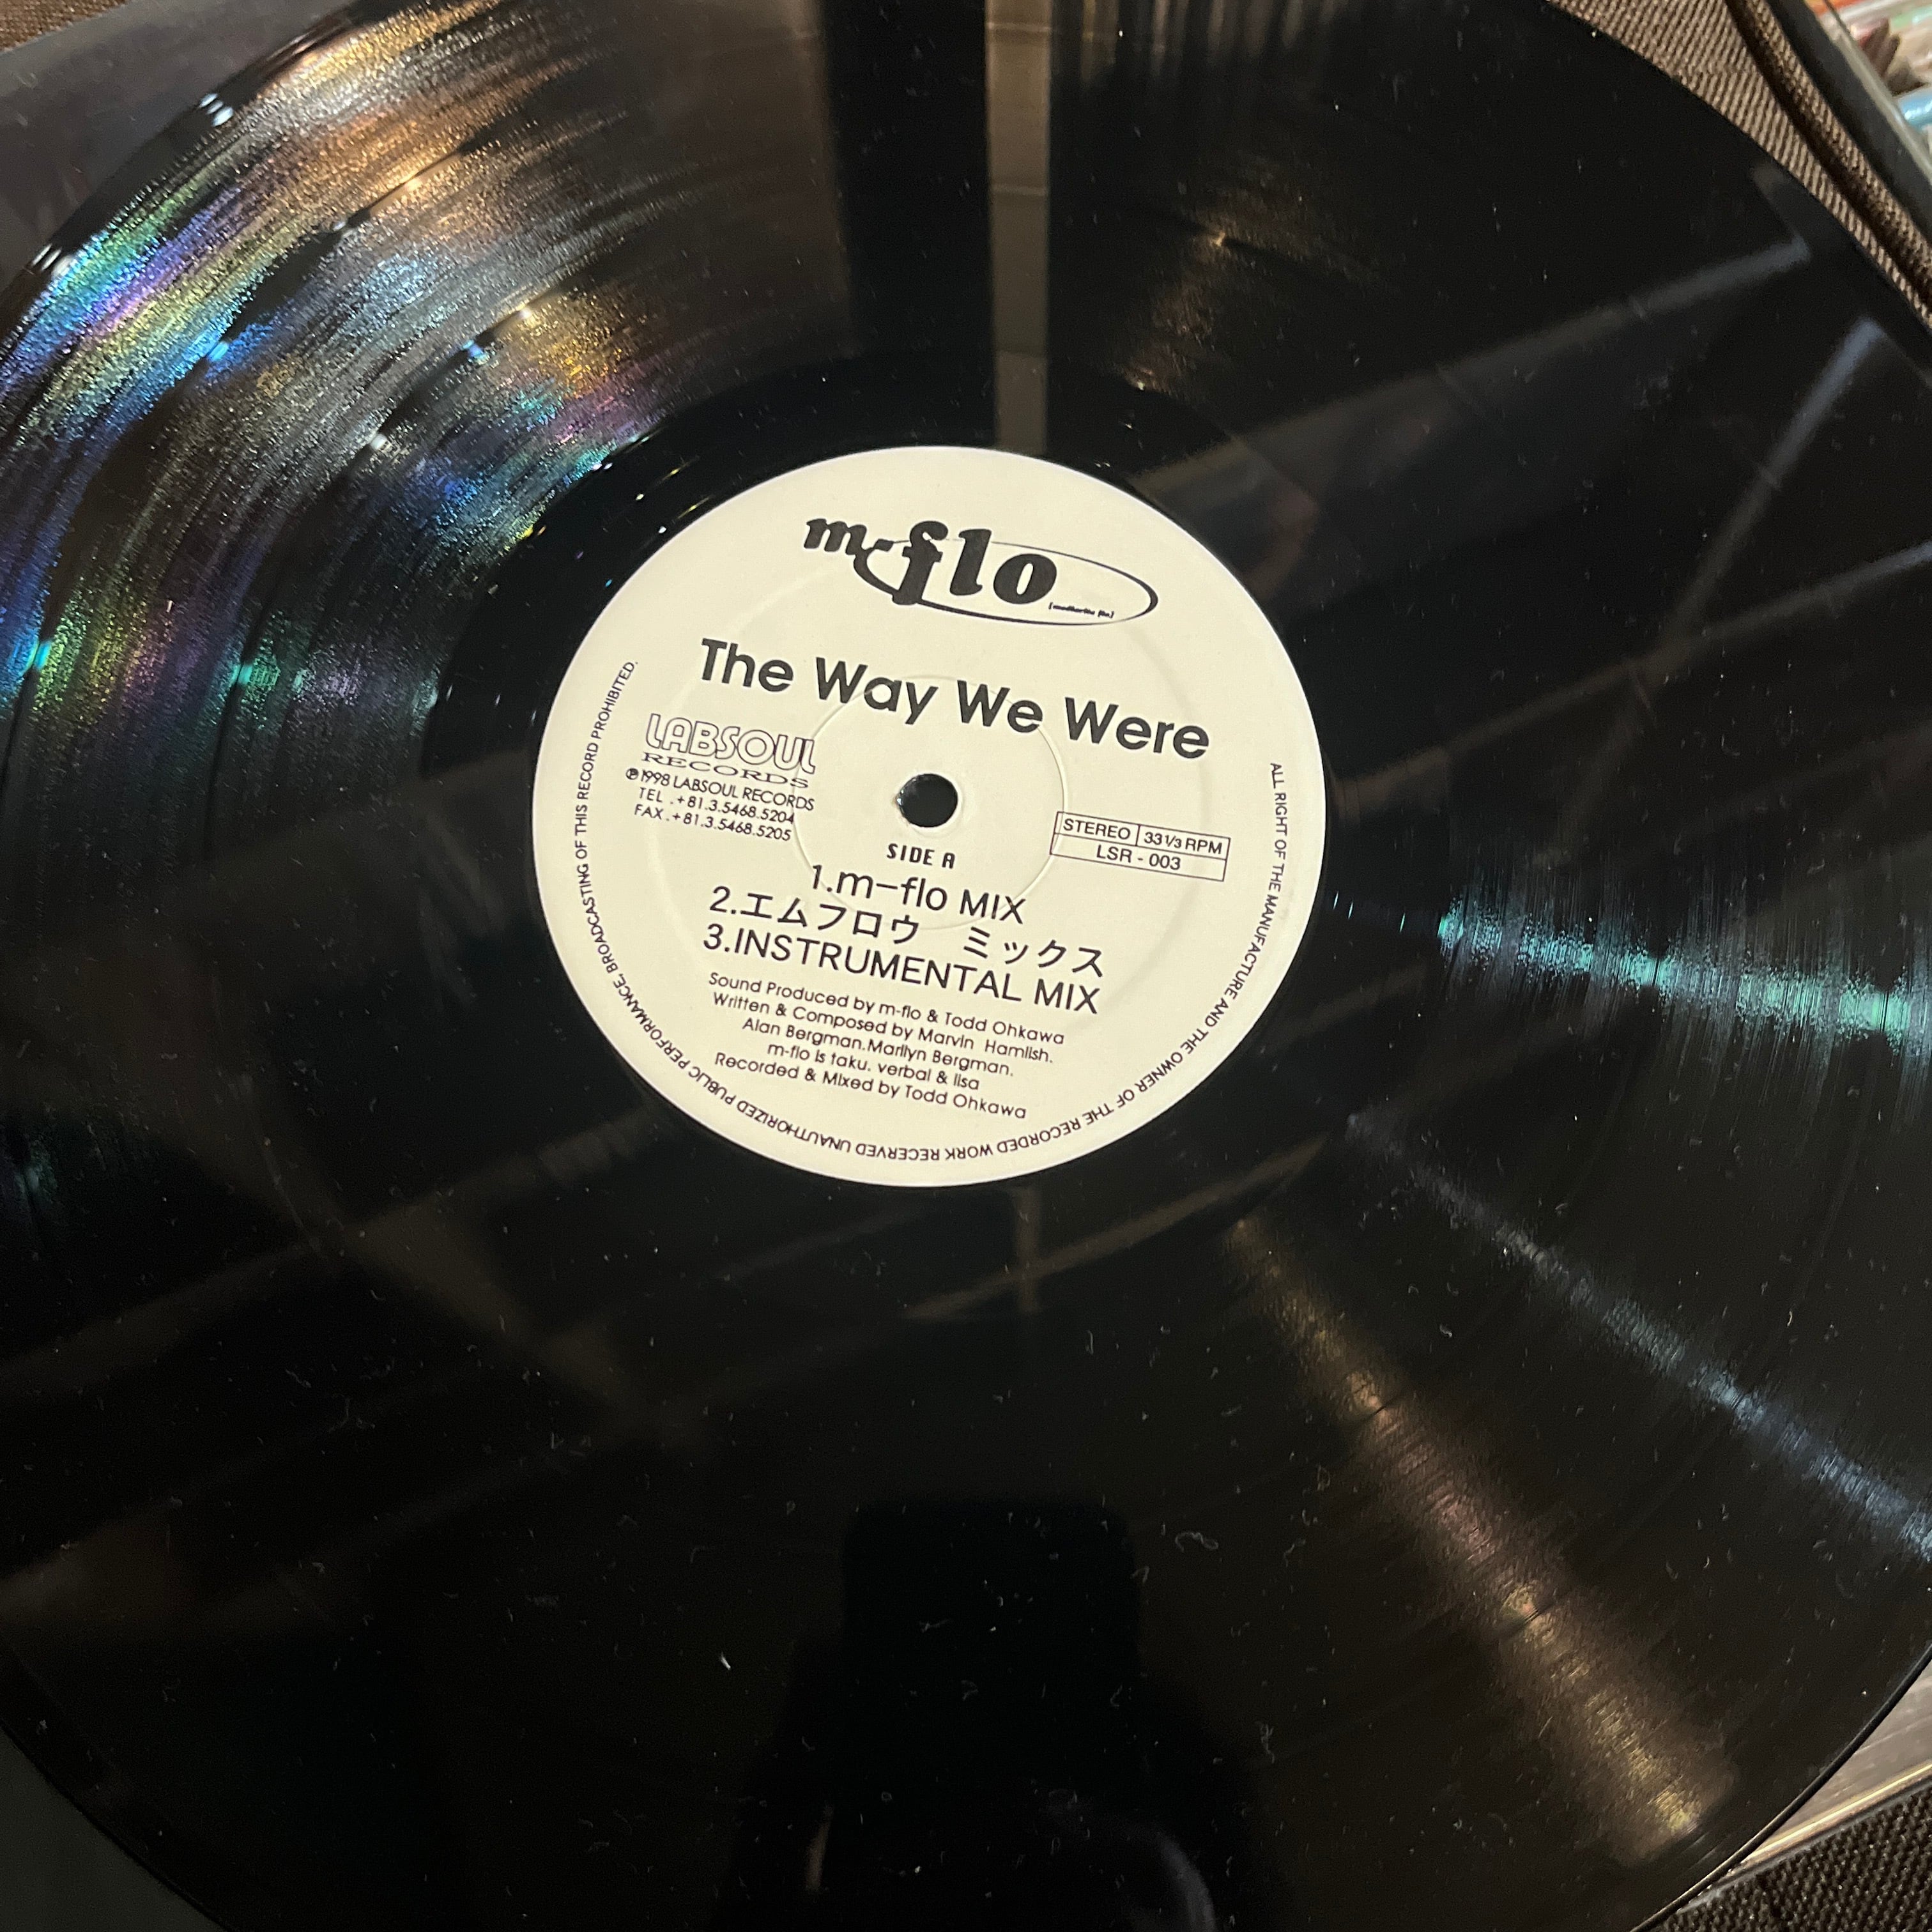 m-flo
The Way We Were
LABSOUL
RECORDS
℗1998 LABSOUL RECORDS
TEL .+81.3.5468.5204
FAX.+81.3.5468.5205
STEREO 33 1/3 RPM
LSR - 003
SIDE A
1.m-flo MIX
2.エムフロウ ミックス
3.INSTRUMENTAL MIX
Sound Produced by m-flo & Todd Ohkawa
Written & Composed by Marvin Hamlish.
Alan Bergman.Marilyn Bergman.
m-flo is taku. verbal & lisa
Recorded & Mixed by Todd Ohkawa
ALL RIGHT OF THE MANUFACTURE AND THE OWNER OF THE RECORDED WORK RECERVED UNAUTHORIZED PUBLIC PERFORMANCE, BROADCASTING OF THIS RECORD PROHIBITED.